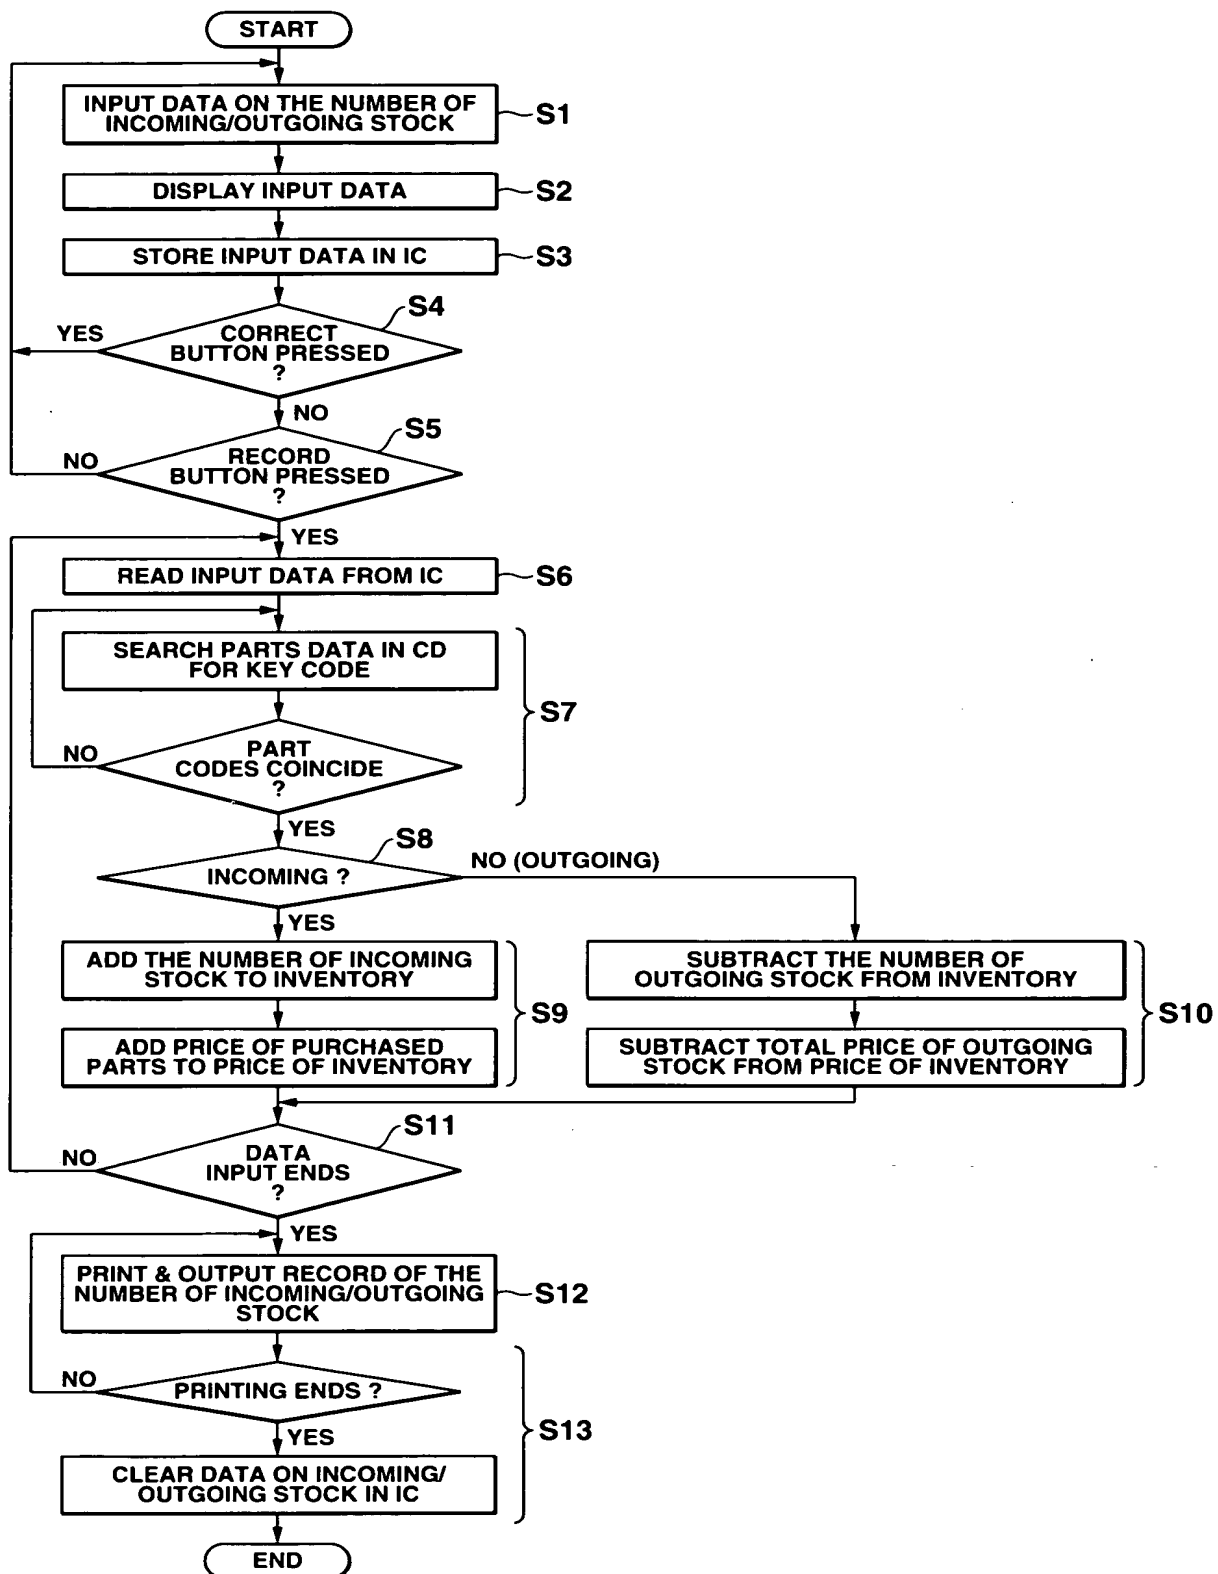 START
INPUT DATA ON THE NUMBER OF
INCOMING/OUTGOING STOCK
S1
DISPLAY INPUT DATA
S2
STORE INPUT DATA IN IC
S3
S4
YES
CORRECT
BUTTON PRESSED
?
NO
S5
NO
RECORD
BUTTON PRESSED
?
YES
READ INPUT DATA FROM IC
S6
SEARCH PARTS DATA IN CD
FOR KEY CODE
S7
NO
PART
CODES COINCIDE
?
YES
S8
INCOMING ?
NO (OUTGOING)
YES
ADD THE NUMBER OF INCOMING
STOCK TO INVENTORY
S9
ADD PRICE OF PURCHASED
PARTS TO PRICE OF INVENTORY
SUBTRACT THE NUMBER OF
OUTGOING STOCK FROM INVENTORY
S10
SUBTRACT TOTAL PRICE OF OUTGOING
STOCK FROM PRICE OF INVENTORY
S11
NO
DATA
INPUT ENDS
?
YES
PRINT & OUTPUT RECORD OF THE
NUMBER OF INCOMING/OUTGOING
STOCK
S12
NO
PRINTING ENDS ?
S13
YES
CLEAR DATA ON INCOMING/
OUTGOING STOCK IN IC
END